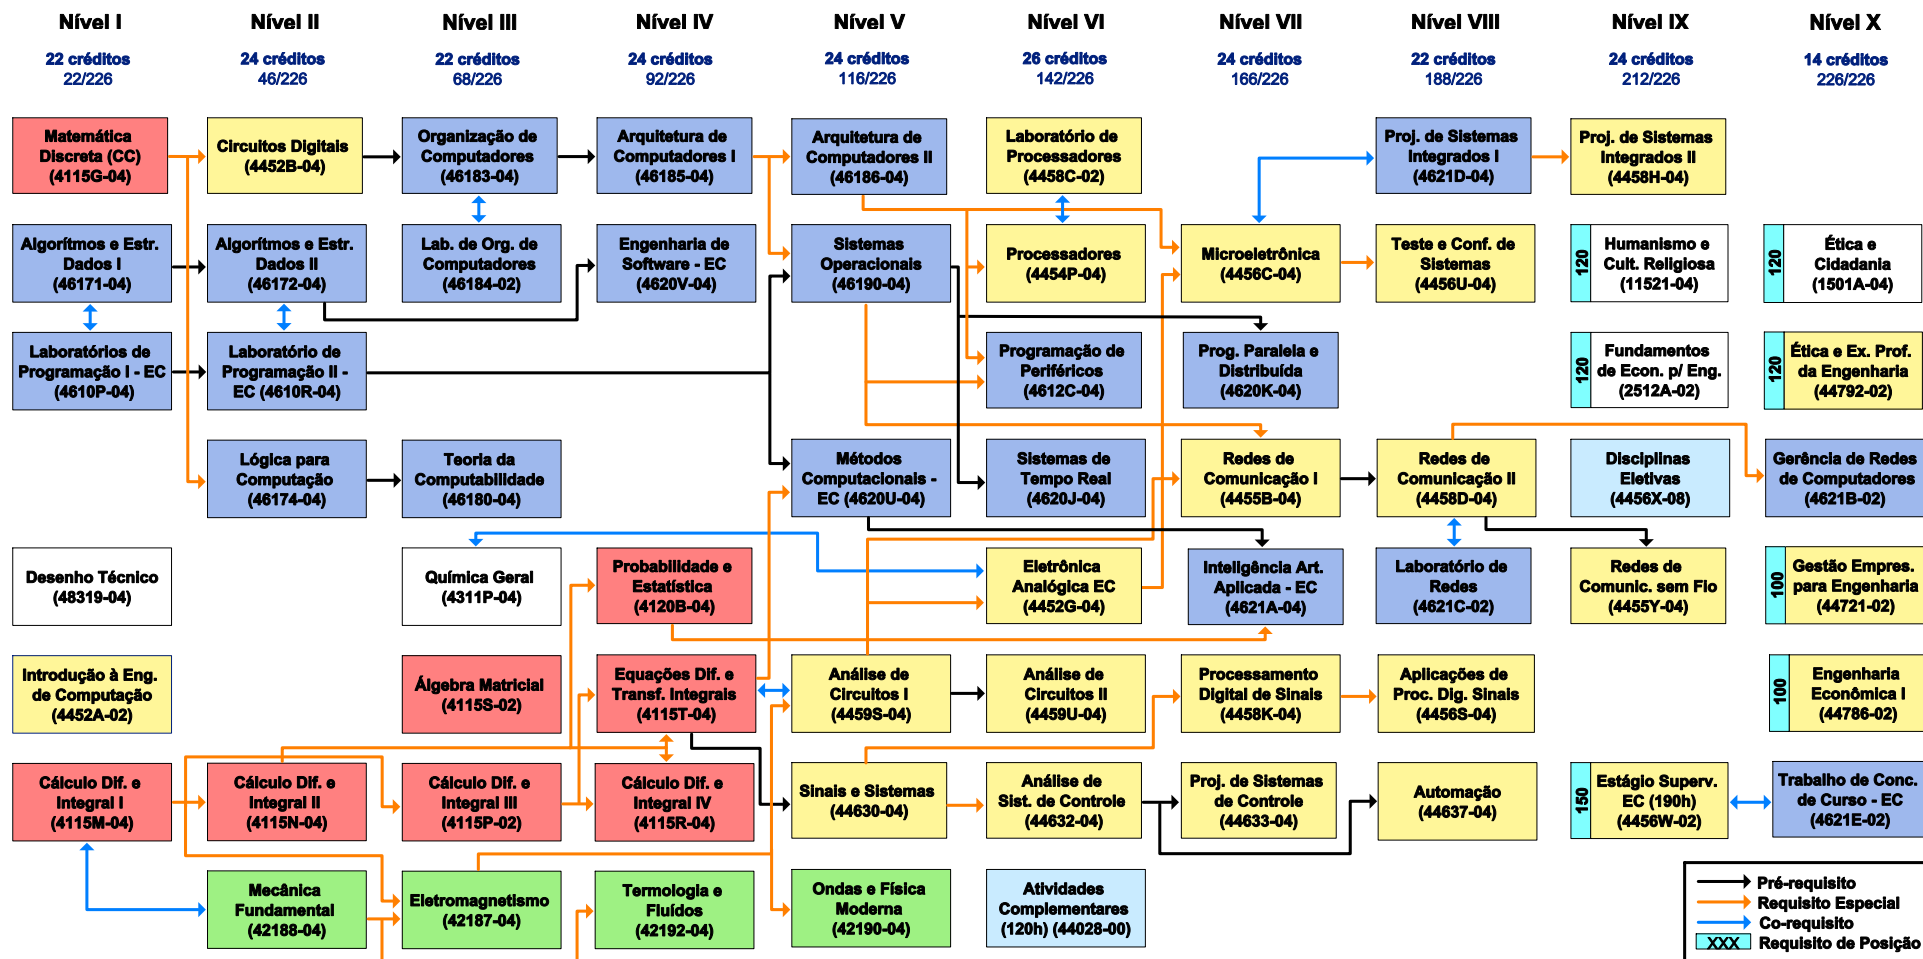 Nível I
22 créditos
22/226
Nível II
24 créditos
46/226
Nível III
22 créditos
68/226
Nível IV
24 créditos
92/226
Nível V
24 créditos
116/226
Nível VI
26 créditos
142/226
Nível VII
24 créditos
166/226
Nível VIII
22 créditos
188/226
Nível IX
24 créditos
212/226
Nível X
14 créditos
226/226
Matemática
Discreta (CC)
(4115G-04)
Circuitos Digitais
(4452B-04)
Organização de
Computadores
(46183-04)
Arquitetura de
Computadores I
(46185-04)
Arquitetura de
Computadores II
(46186-04)
Laboratório de
Processadores
(4458C-02)
Proj. de Sistemas
Integrados I
(4621D-04)
Proj. de Sistemas
Integrados II
(4458H-04)
Algorítmos e Estr.
Dados I
(46171-04)
Algorítmos e Estr.
Dados II
(46172-04)
Lab. de Org. de
Computadores
(46184-02)
Engenharia de
Software - EC
(4620V-04)
Sistemas
Operacionais
(46190-04)
Processadores
(4454P-04)
Microeletrônica
(4456C-04)
Teste e Conf. de
Sistemas
(4456U-04)
120
Humanismo e
Cult. Religiosa
(11521-04)
120
Ética e
Cidadania
(1501A-04)
Laboratórios de
Programação I - EC
(4610P-04)
Laboratório de
Programação II -
EC (4610R-04)
Programação de
Periféricos
(4612C-04)
Prog. Paralela e
Distribuída
(4620K-04)
120
Fundamentos
de Econ. p/ Eng.
(2512A-02)
120
Ética e Ex. Prof.
da Engenharia
(44792-02)
Lógica para
Computação
(46174-04)
Teoria da
Computabilidade
(46180-04)
Métodos
Computacionais -
EC (4620U-04)
Sistemas de
Tempo Real
(4620J-04)
Redes de
Comunicação I
(4455B-04)
Redes de
Comunicação II
(4458D-04)
Disciplinas
Eletivas
(4456X-08)
Gerência de Redes
de Computadores
(4621B-02)
Desenho Técnico
(48319-04)
Química Geral
(4311P-04)
Probabilidade e
Estatística
(4120B-04)
Eletrônica
Analógica EC
(4452G-04)
Inteligência Art.
Aplicada - EC
(4621A-04)
Laboratório de
Redes
(4621C-02)
Redes de
Comunic. sem Fio
(4455Y-04)
100
Gestão Empres.
para Engenharia
(44721-02)
Introdução à Eng.
de Computação
(4452A-02)
Álgebra Matricial
(4115S-02)
Equações Dif. e
Transf. Integrais
(4115T-04)
Análise de
Circuitos I
(4459S-04)
Análise de
Circuitos II
(4459U-04)
Processamento
Digital de Sinais
(4458K-04)
Aplicações de
Proc. Dig. Sinais
(4456S-04)
100
Engenharia
Econômica I
(44786-02)
Cálculo Dif. e
Integral I
(4115M-04)
Cálculo Dif. e
Integral II
(4115N-04)
Cálculo Dif. e
Integral III
(4115P-02)
Cálculo Dif. e
Integral IV
(4115R-04)
Sinais e Sistemas
(44630-04)
Análise de
Sist. de Controle
(44632-04)
Proj. de Sistemas
de Controle
(44633-04)
Automação
(44637-04)
150
Estágio Superv.
EC (190h)
(4456W-02)
Trabalho de Conc.
de Curso - EC
(4621E-02)
Mecânica
Fundamental
(42188-04)
Eletromagnetismo
(42187-04)
Termologia e
Fluídos
(42192-04)
Ondas e Física
Moderna
(42190-04)
Atividades
Complementares
(120h) (44028-00)
Pré-requisito
Requisito Especial
Co-requisito
XXX Requisito de Posição